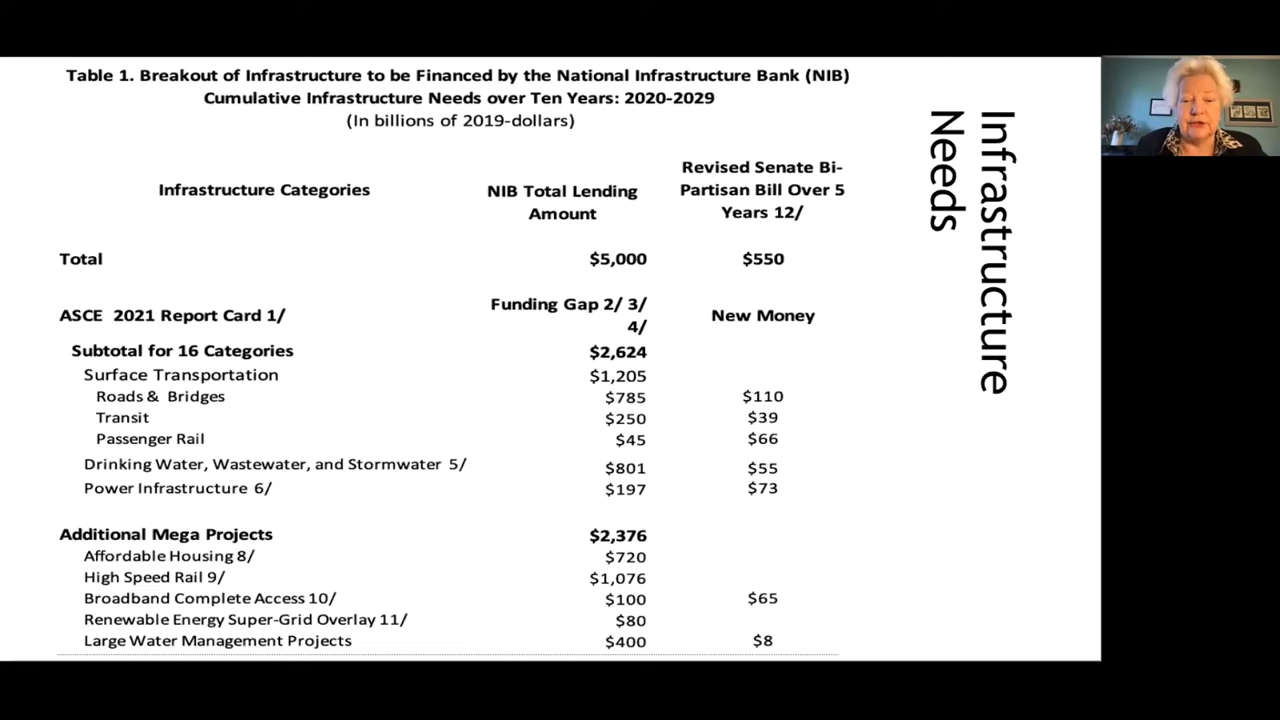 Table 1. Breakout of Infrastructure to be Financed by the National Infrastructure Bank (NIB)
Cumulative Infrastructure Needs over Ten Years: 2020-2029
(In billions of 2019-dollars)
Infrastructure Categories
NIB Total Lending
Amount
Revised Senate Bi-
Partisan Bill Over 5
Years 12/
Total $5,000 $550
ASCE 2021 Report Card 1/
Funding Gap 2/ 3/
4/
New Money
Subtotal for 16 Categories $2,624
Surface Transportation $1,205
Roads & Bridges $785 $110
Transit $250 $39
Passenger Rail $45 $66
Drinking Water, Wastewater, and Stormwater 5/ $801 $55
Power Infrastructure 6/ $197 $73
Additional Mega Projects $2,376
Affordable Housing 8/ $720
High Speed Rail 9/ $1,076
Broadband Complete Access 10/ $100 $65
Renewable Energy Super-Grid Overlay 11/ $80
Large Water Management Projects $400 $8
Infrastructure
Needs